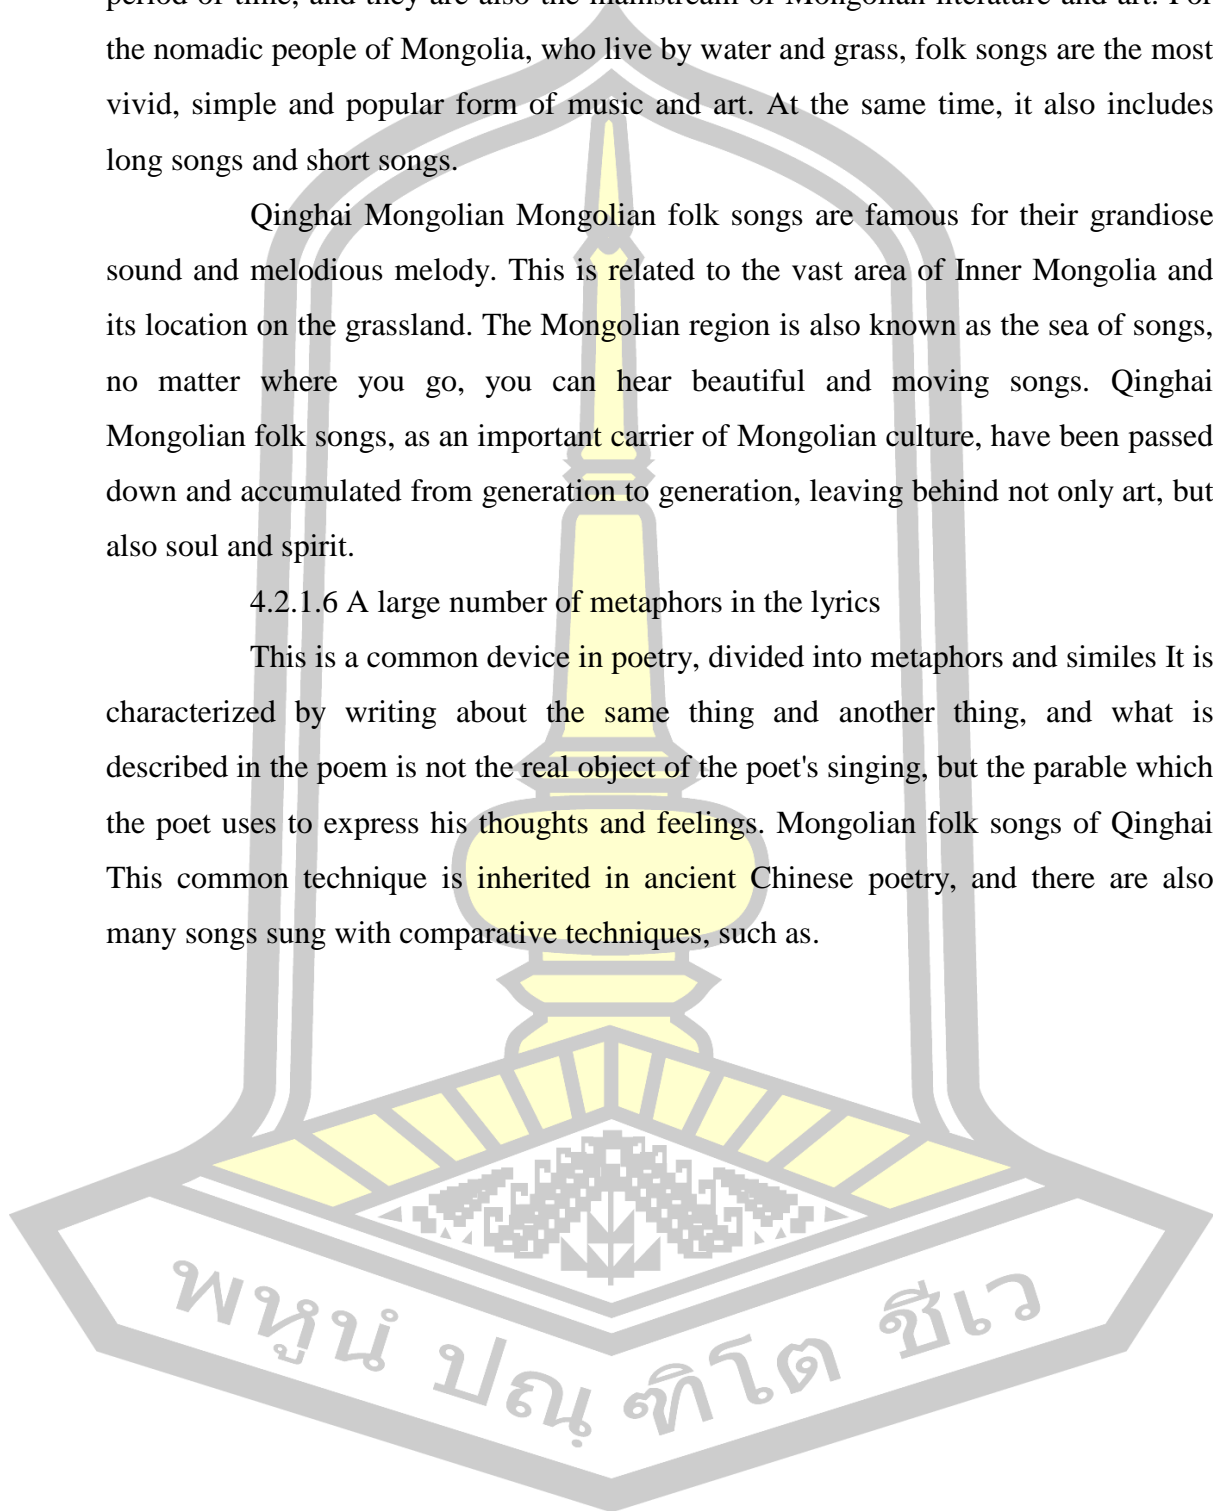 period of time, and they are also the mainstream of Mongolian literature and art. For
the nomadic people of Mongolia, who live by water and grass, folk songs are the most
vivid, simple and popular form of music and art. At the same time, it also includes
long songs and short songs.
Qinghai Mongolian Mongolian folk songs are famous for their grandiose
sound and melodious melody. This is related to the vast area of Inner Mongolia and
its location on the grassland. The Mongolian region is also known as the sea of songs,
no matter where you go, you can hear beautiful and moving songs. Qinghai
Mongolian folk songs, as an important carrier of Mongolian culture, have been passed
down and accumulated from generation to generation, leaving behind not only art, but
also soul and spirit.
4.2.1.6 A large number of metaphors in the lyrics
This is a common device in poetry, divided into metaphors and similes It is
characterized by writing about the same thing and another thing, and what is
described in the poem is not the real object of the poet's singing, but the parable which
the poet uses to express his thoughts and feelings. Mongolian folk songs of Qinghai
This common technique is inherited in ancient Chinese poetry, and there are also
many songs sung with comparative techniques, such as.
พหูนํ ปณฺฑิโต ชีเว